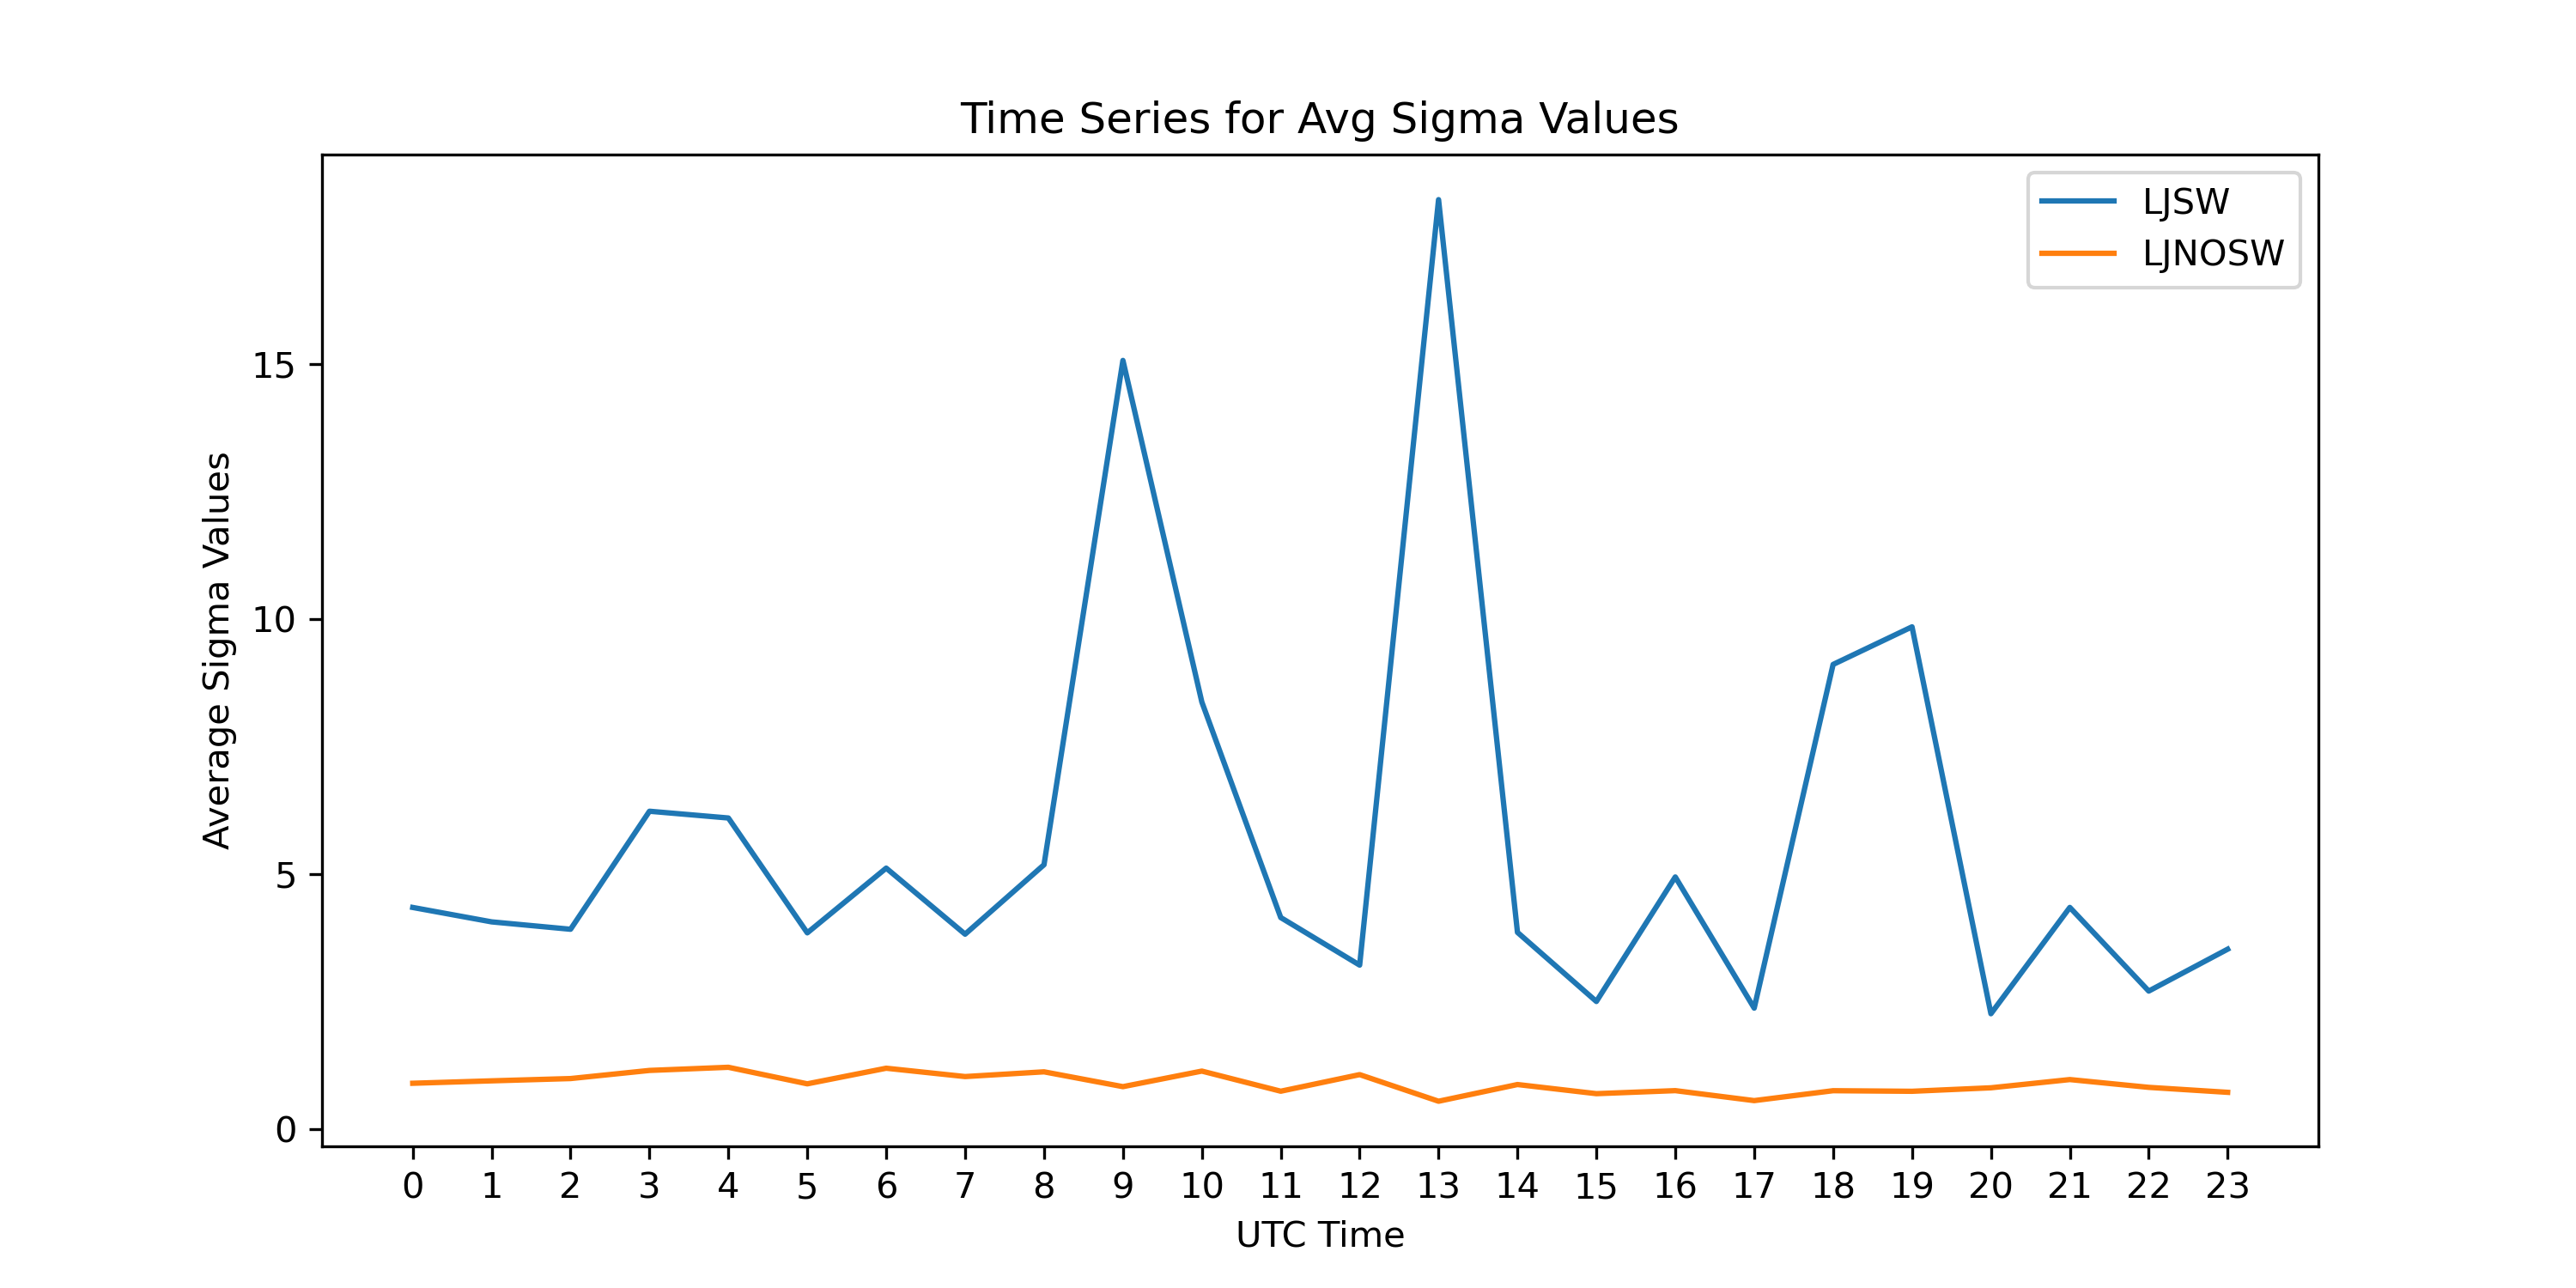 Time Series for Avg Sigma Values
LJSW
LJNOSW
15
10
5
0
Average Sigma Values
0 1 2 3 4 5 6 7 8 9 10 11 12 13 14 15 16 17 18 19 20 21 22 23
UTC Time